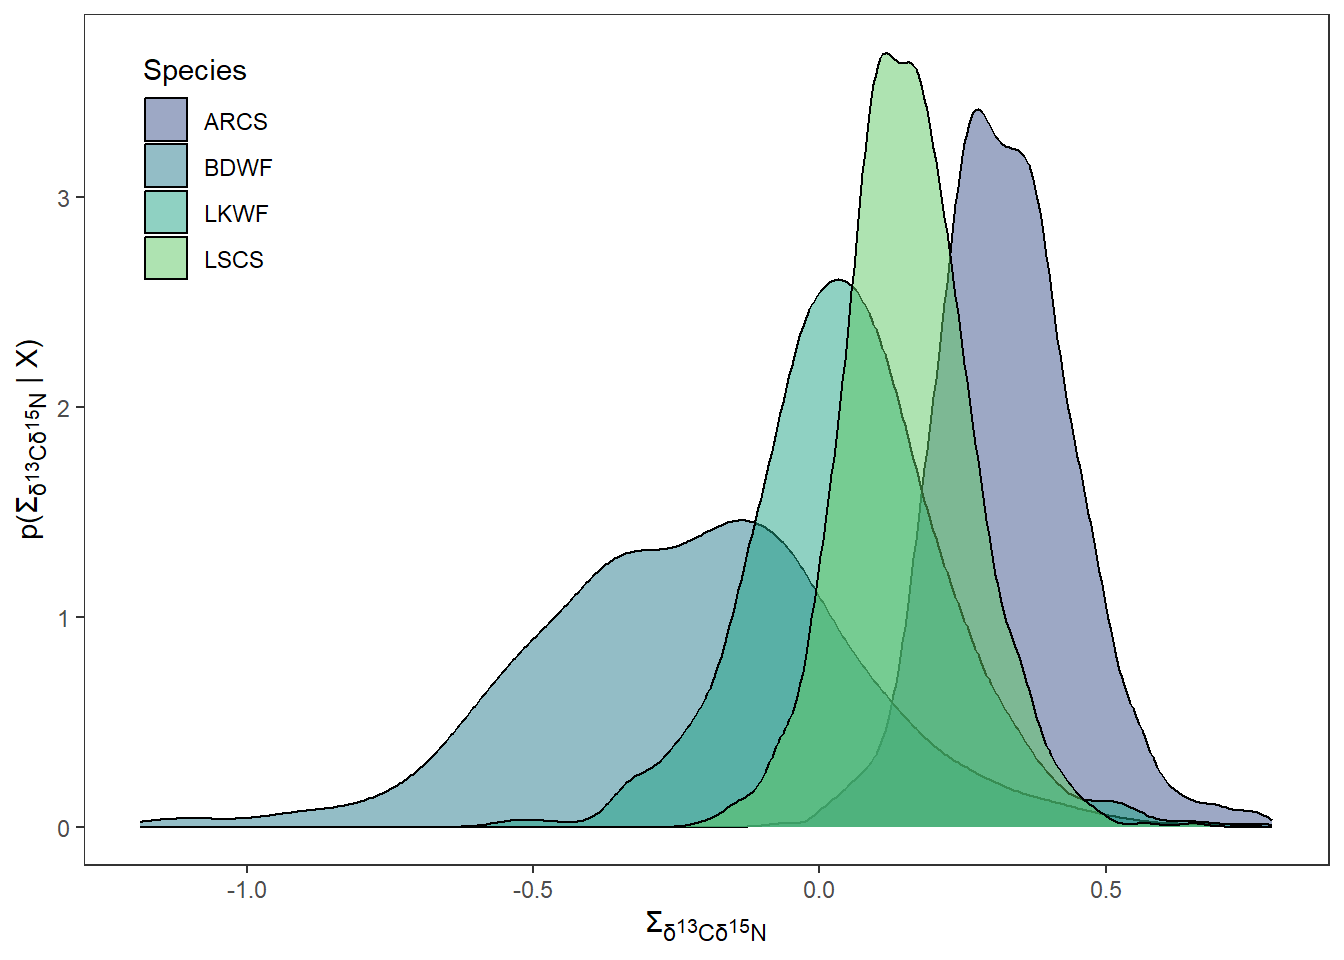 Species
ARCS
BDWF
LKWF
LSCS
3
2
1
0
p(Σδ¹³Cδ¹⁵N | X)
-1.0 -0.5 0.0 0.5
Σδ¹³Cδ¹⁵N